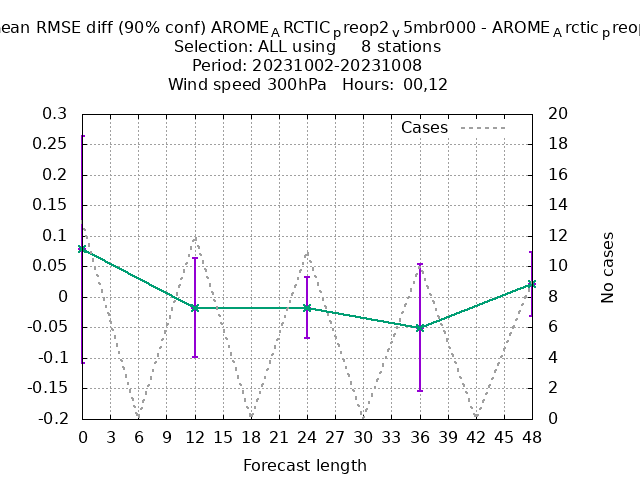 ean RMSE diff (90% conf) AROME_ARCTIC_preop2_v5mbr000 - AROME_Arctic_preop
Selection: ALL using 8 stations
Period: 20231002-20231008
Wind speed 300hPa Hours: 00,12
Cases
0.3
0.25
0.2
0.15
0.1
0.05
0
-0.05
-0.1
-0.15
-0.2
20
18
16
14
12
10
8
6
4
2
0
No cases
0 3 6 9 12 15 18 21 24 27 30 33 36 39 42 45 48
Forecast length